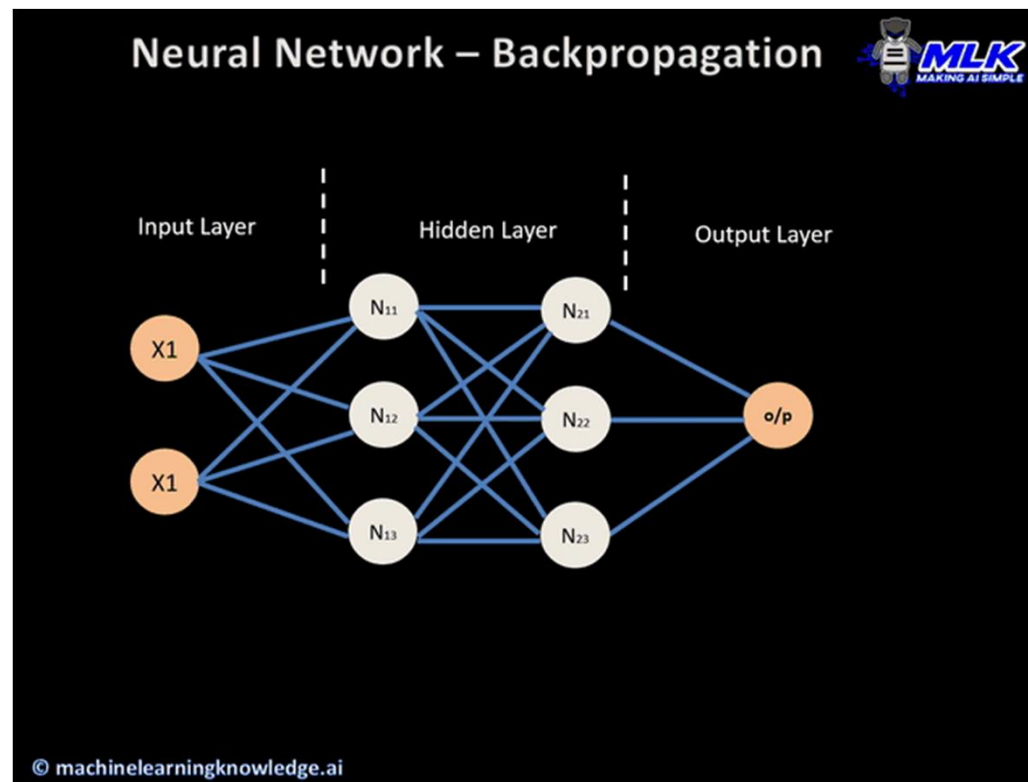 Neural Network – Backpropagation
MLK
MAKING AI SIMPLE
Input Layer
Hidden Layer
Output Layer
N11
N21
X1
N12
N22
o/p
X1
N13
N23
© machinelearningknowledge.ai